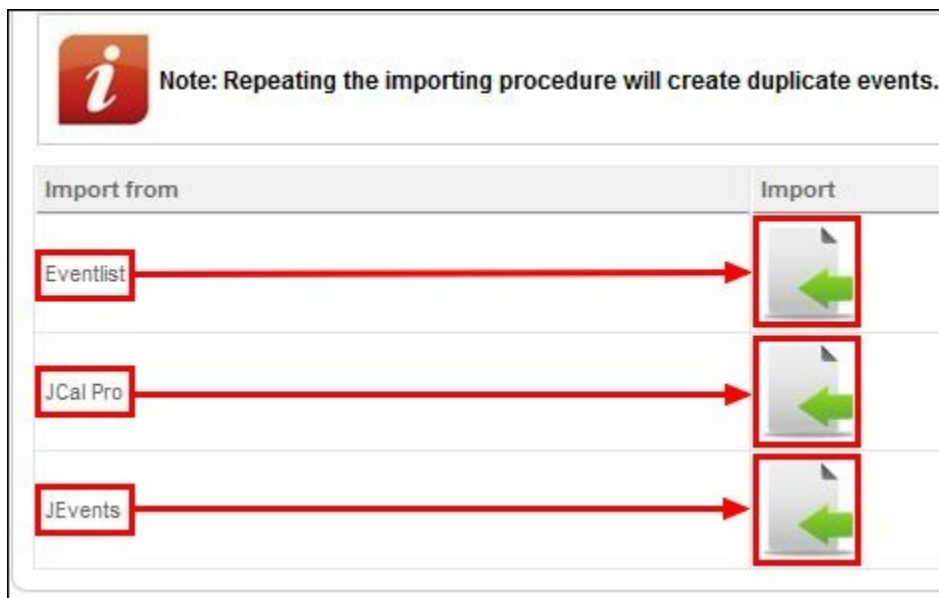 Note: Repeating the importing procedure will create duplicate events.
Import from Import
Eventlist
JCal Pro
JEvents